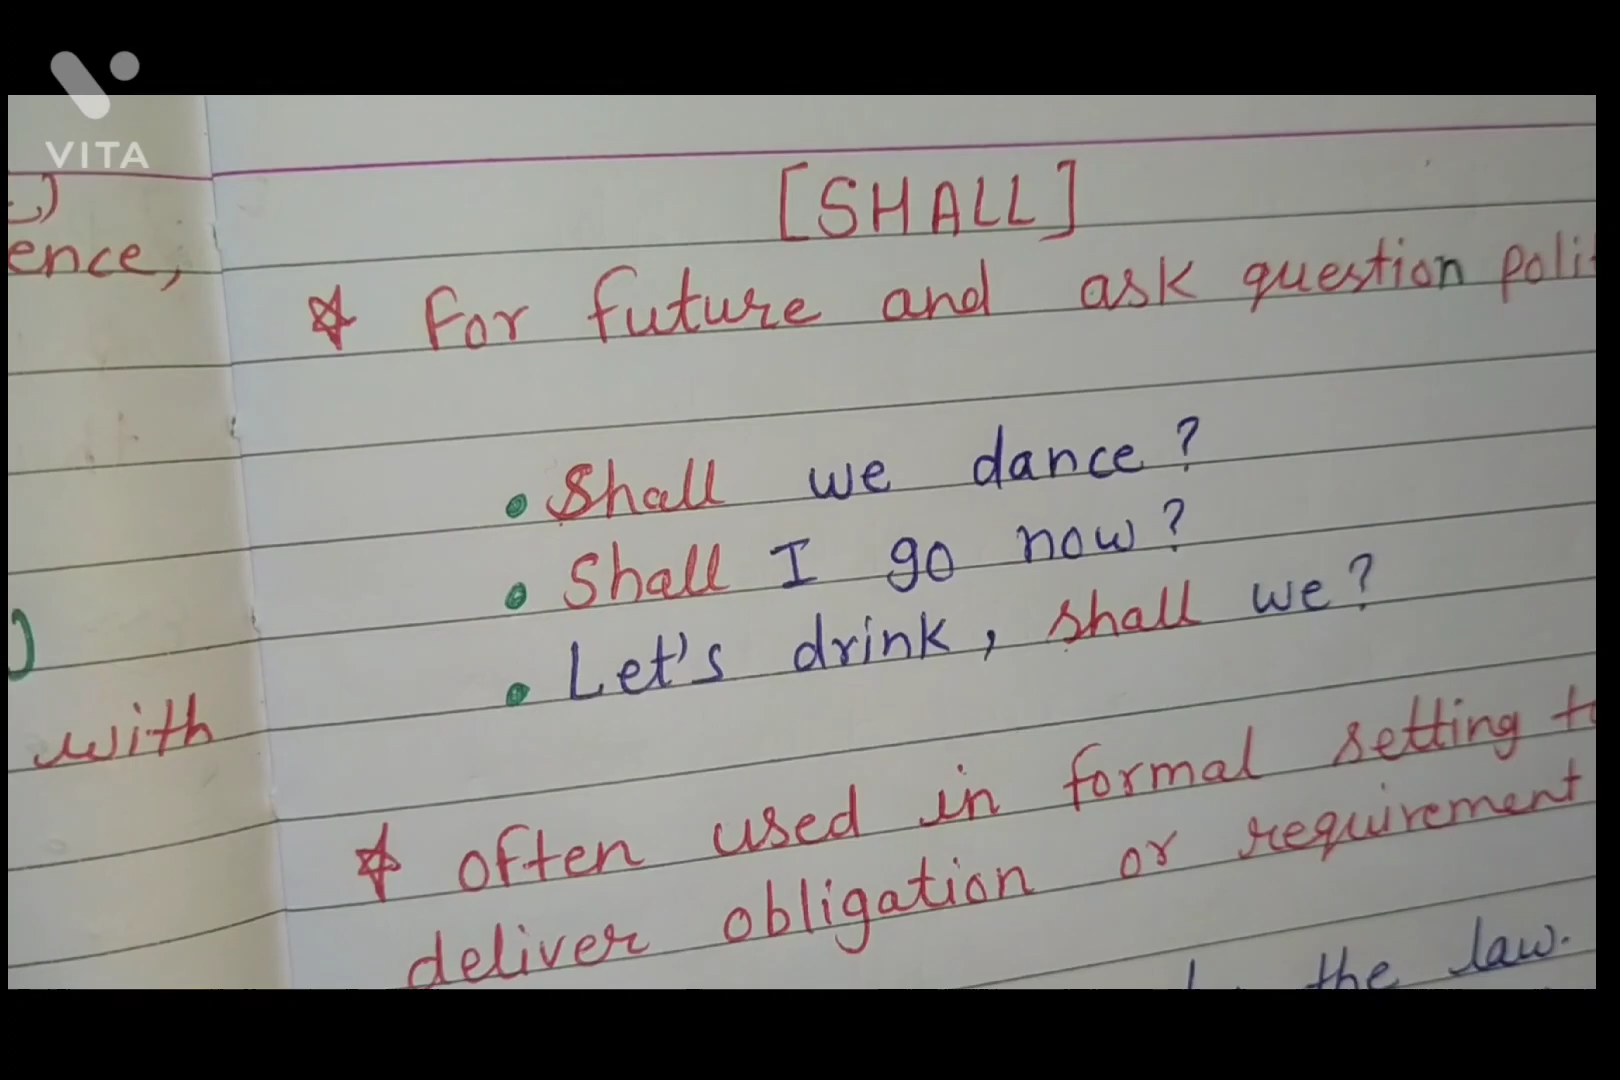 VITA
ence,
with
[SHALL]
For future and ask question
• Shall we dance?
• Shall I go now?
• Let's drink, shall we?
often used in formal setting
deliver obligation or requirement
the law.